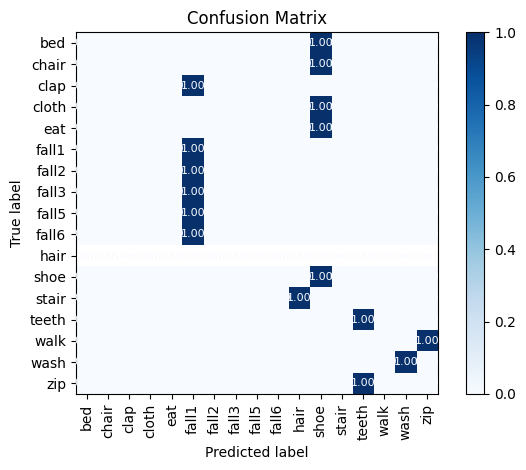 Confusion Matrix
True label
bed 1.00
chair 1.00
clap 1.00
cloth 1.00
eat 1.00
fall1 1.00
fall2 1.00
fall3 1.00
fall5 1.00
fall6 1.00
hair
shoe 1.00
stair 1.00
teeth 1.00
walk 1.00
wash 1.00
zip 1.00
bed chair clap cloth eat fall1 fall2 fall3 fall5 fall6 hair shoe stair teeth walk wash zip
Predicted label
1.0
0.8
0.6
0.4
0.2
0.0